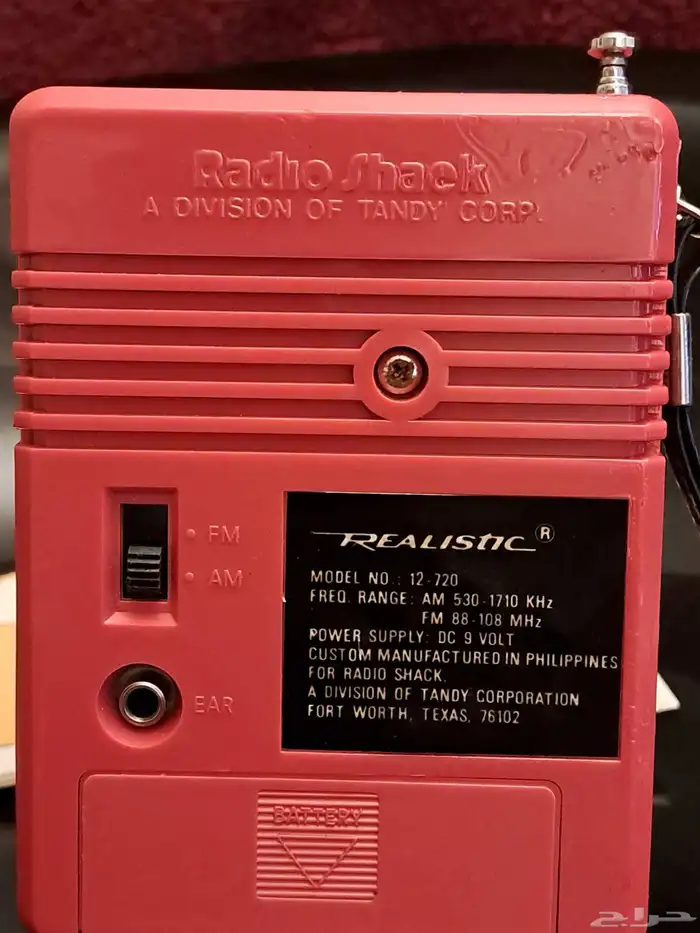 Radio Shack
A DIVISION OF TANDY CORP.
FM
AM
EAR
REALISTIC ®
MODEL NO.: 12-720
FREQ. RANGE: AM 530-1710 KHz
FM 88-108 MHz
POWER SUPPLY: DC 9 VOLT
CUSTOM MANUFACTURED IN PHILIPPINES
FOR RADIO SHACK.
A DIVISION OF TANDY CORPORATION
FORT WORTH, TEXAS, 76102
BATTERY
حراج